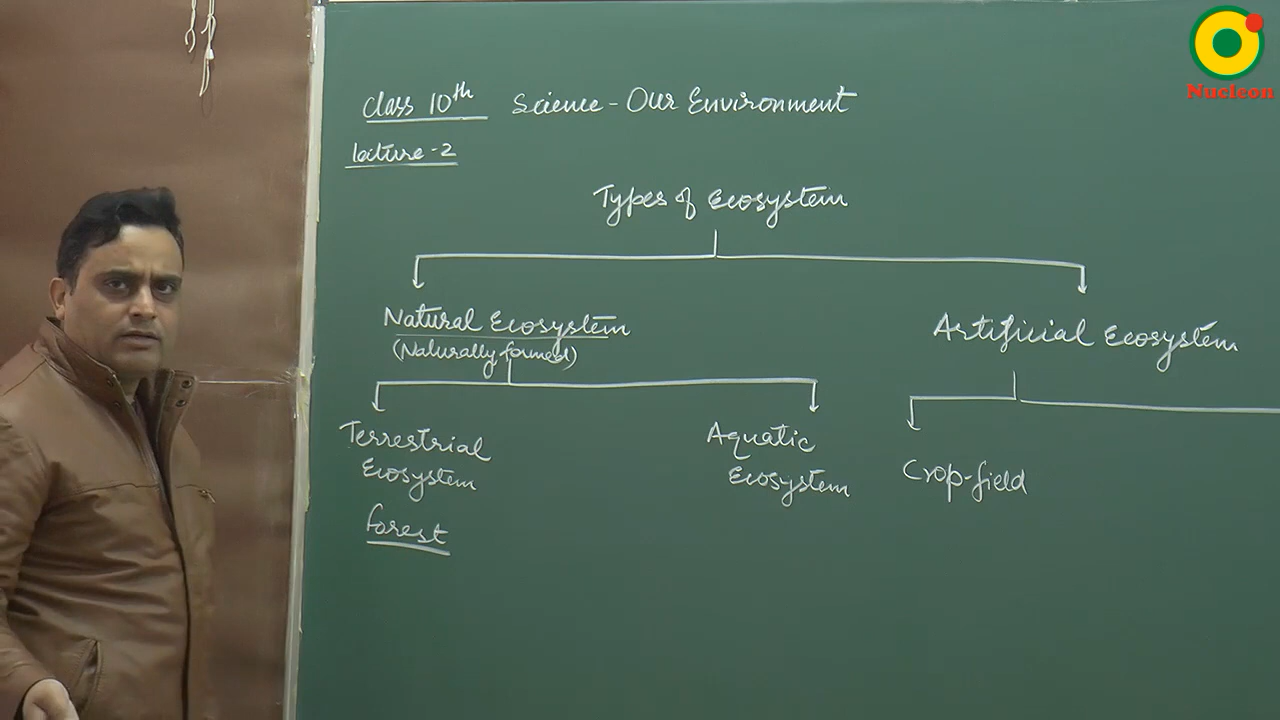 Nucleon
Class 10th Science - Our Environment
Lecture - 2
Types of Ecosystem
Natural Ecosystem
(Naturally formed)
Artificial Ecosystem
Terrestrial
Ecosystem
Forest
Aquatic
Ecosystem
Crop-field